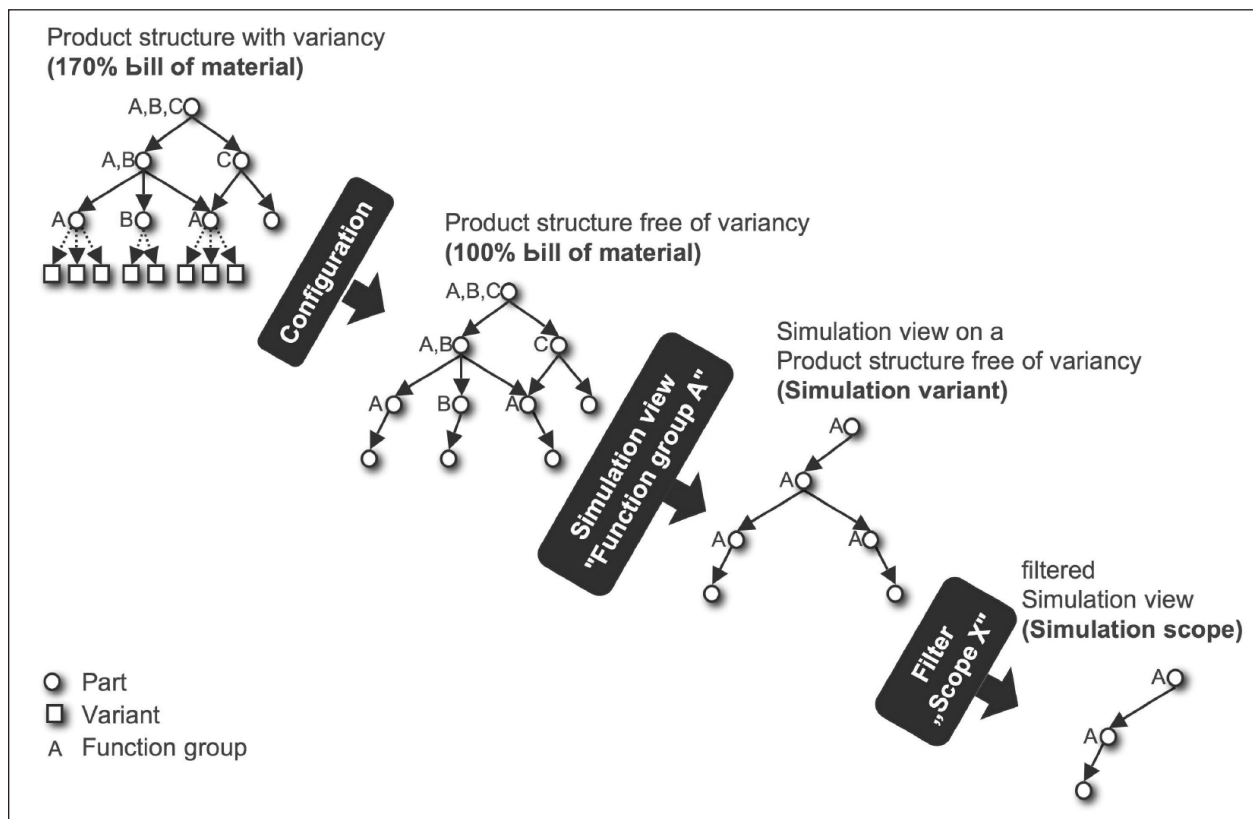 Product structure with variancy
(170% Ьill of material)
A,B,C
A,B
C
A
B
A
Configuration
Product structure free of variancy
(100% Ьill of material)
A,B,C
A,B
C
A
B
A
Simulation view
"Function group A"
Simulation view on a
Product structure free of variancy
(Simulation variant)
A
A
A
A
Filter
„Scope X"
filtered
Simulation view
(Simulation scope)
A
A
Part
Variant
A Function group